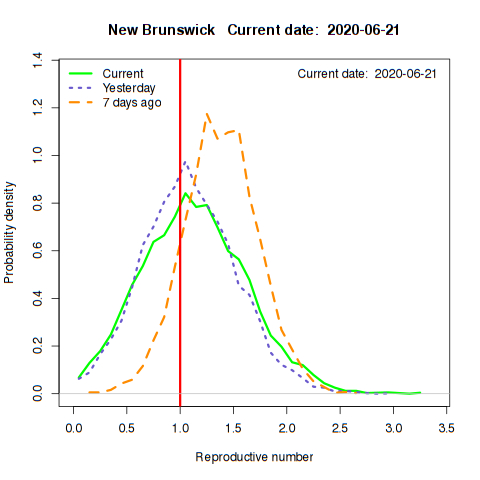 New Brunswick   Current date:  2020-06-21
Current
Yesterday
7 days ago
Current date:  2020-06-21
Probability density
1.4
1.2
1.0
0.8
0.6
0.4
0.2
0.0
0.0 0.5 1.0 1.5 2.0 2.5 3.0 3.5
Reproductive number